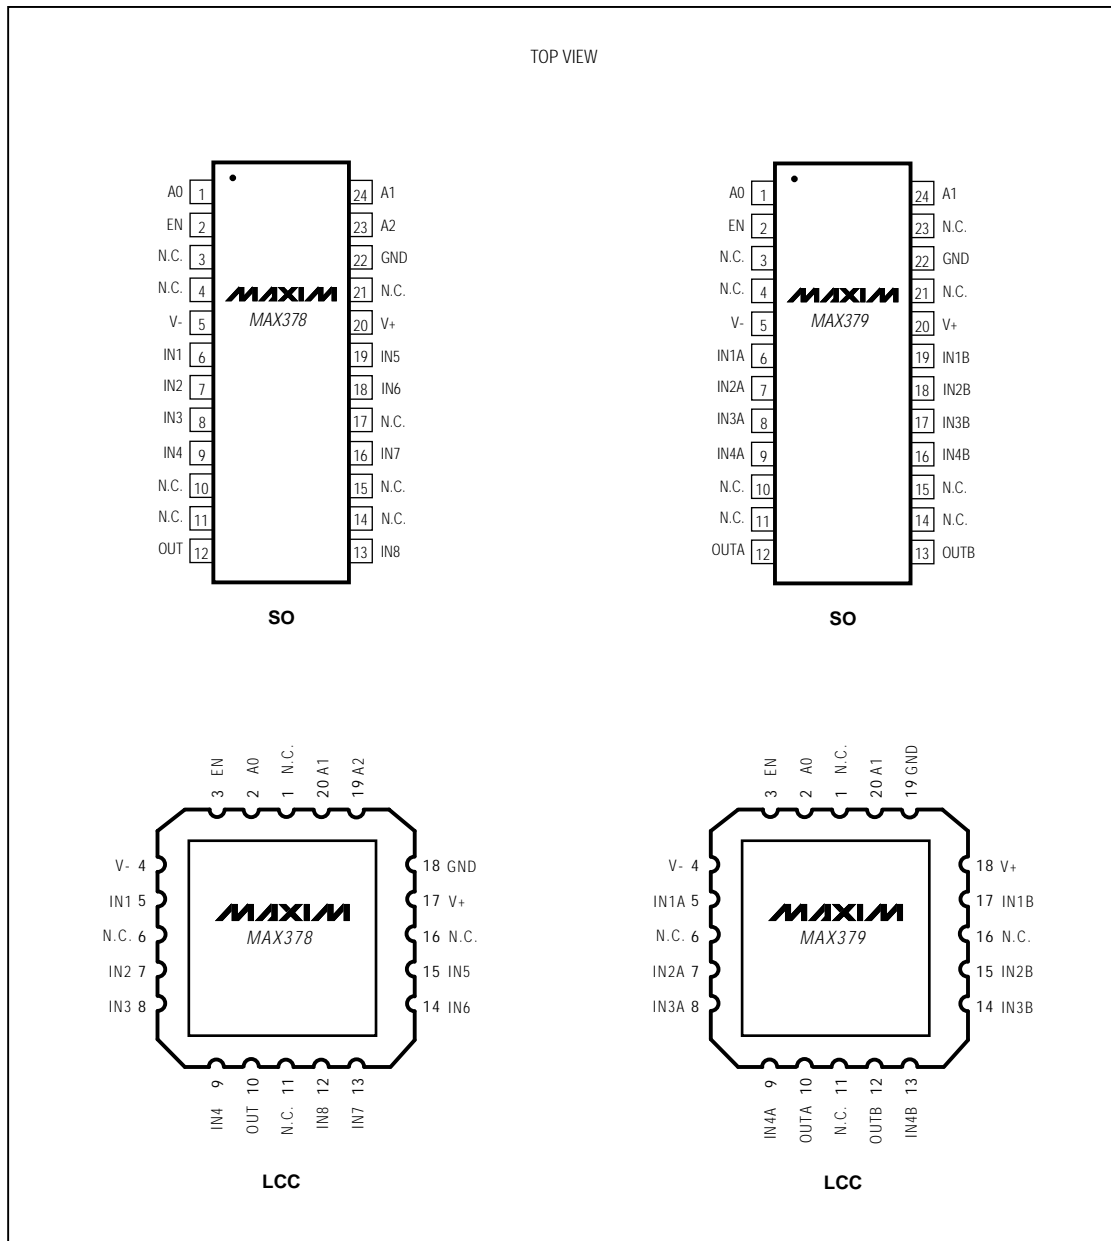 TOP VIEW
A0 1 24 A1
EN 2 23 A2
N.C. 3 22 GND
N.C. 4 21 N.C.
V- 5 20 V+
IN1 6 19 IN5
IN2 7 18 IN6
IN3 8 17 N.C.
IN4 9 16 IN7
N.C. 10 15 N.C.
N.C. 11 14 N.C.
OUT 12 13 IN8
MAXIM
MAX378
SO
A0 1 24 A1
EN 2 23 N.C.
N.C. 3 22 GND
N.C. 4 21 N.C.
V- 5 20 V+
IN1A 6 19 IN1B
IN2A 7 18 IN2B
IN3A 8 17 IN3B
IN4A 9 16 IN4B
N.C. 10 15 N.C.
N.C. 11 14 N.C.
OUTA 12 13 OUTB
MAXIM
MAX379
SO
3 EN
2 A0
1 N.C.
20 A1
19 A2
V- 4 18 GND
IN1 5 17 V+
N.C. 6 16 N.C.
IN2 7 15 IN5
IN3 8 14 IN6
MAXIM
MAX378
IN4 9
OUT 10
N.C. 11
IN8 12
IN7 13
LCC
3 EN
2 A0
1 N.C.
20 A1
19 GND
V- 4 18 V+
IN1A 5 17 IN1B
N.C. 6 16 N.C.
IN2A 7 15 IN2B
IN3A 8 14 IN3B
MAXIM
MAX379
IN4A 9
OUTA 10
N.C. 11
OUTB 12
IN4B 13
LCC